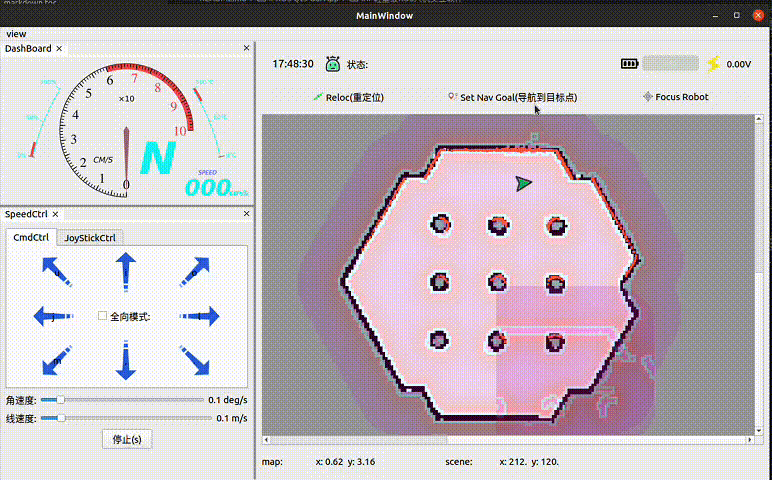 MainWindow
view
DashBoard ×
17:48:30 状态: 0.00V
Reloc(重定位) Set Nav Goal(导航到目标点) Focus Robot
0 1 2 3 4 5 6 7 8 9 10
×10
CM/S
N
SPEED
000
SpeedCtrl ×
CmdCtrl JoyStickCtrl
u i o
j 全向模式: l
m
角速度: 0.1 deg/s
线速度: 0.1 m/s
停止(s)
map: x: 0.62 y: 3.16 scene: x: 212. y: 120.